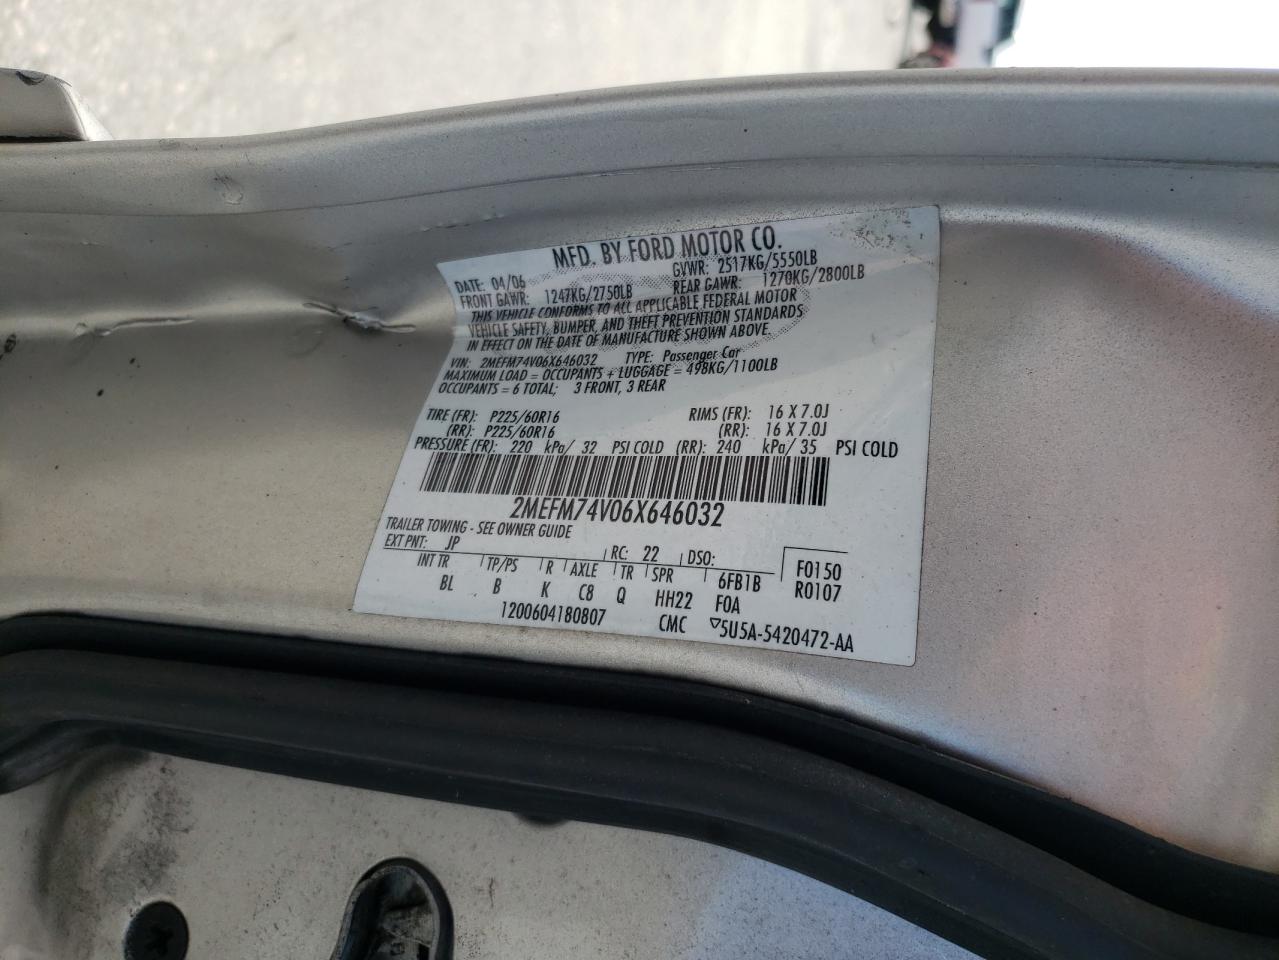 MFD. BY FORD MOTOR CO.
DATE: 04/06 GVWR: 2517KG/5550LB
FRONT GAWR: 1247KG/2750LB REAR GAWR: 1270KG/2800LB
THIS VEHICLE CONFORMS TO ALL APPLICABLE FEDERAL MOTOR
VEHICLE SAFETY, BUMPER, AND THEFT PREVENTION STANDARDS
IN EFFECT ON THE DATE OF MANUFACTURE SHOWN ABOVE.
VIN: 2MEFM74V06X646032 TYPE: Passenger Car
MAXIMUM LOAD = OCCUPANTS + LUGGAGE = 498KG/1100LB
OCCUPANTS = 6 TOTAL; 3 FRONT, 3 REAR
TIRE (FR): P225/60R16 RIMS (FR): 16 X 7.0J
(RR): P225/60R16 (RR): 16 X 7.0J
PRESSURE (FR): 220 kPa/ 32 PSI COLD (RR): 240 kPa/ 35 PSI COLD
2MEFM74V06X646032
TRAILER TOWING - SEE OWNER GUIDE
EXT PNT: JP RC: 22 DSO: F0150
INT TR TP/PS R AXLE TR SPR 6FB1B R0107
BL B K C8 Q HH22 F0A
1200604180807 CMC ▽5U5A-5420472-AA